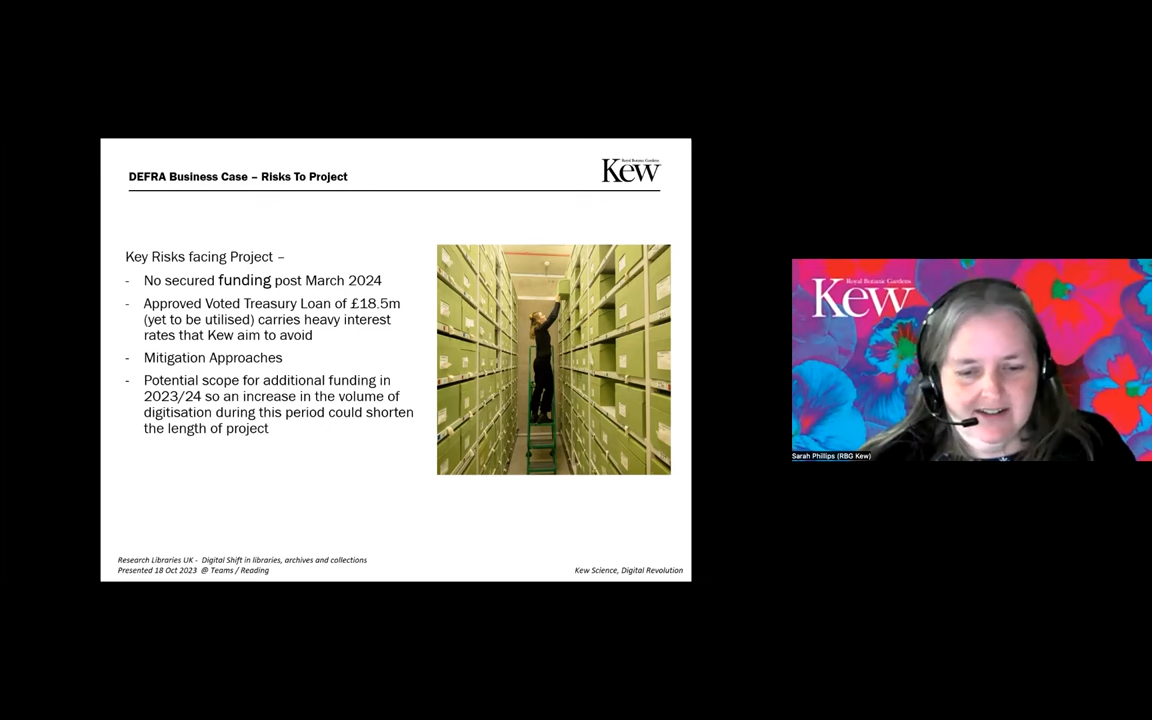 DEFRA Business Case – Risks To Project
Royal Botanic Gardens
Kew
Key Risks facing Project –
- No secured funding post March 2024
- Approved Voted Treasury Loan of £18.5m
(yet to be utilised) carries heavy interest
rates that Kew aim to avoid
- Mitigation Approaches
- Potential scope for additional funding in
2023/24 so an increase in the volume of
digitisation during this period could shorten
the length of project
Research Libraries UK - Digital Shift in libraries, archives and collections
Presented 18 Oct 2023 @ Teams / Reading
Kew Science, Digital Revolution
Royal Botanic Gardens
Kew
Sarah Phillips (RBG Kew)